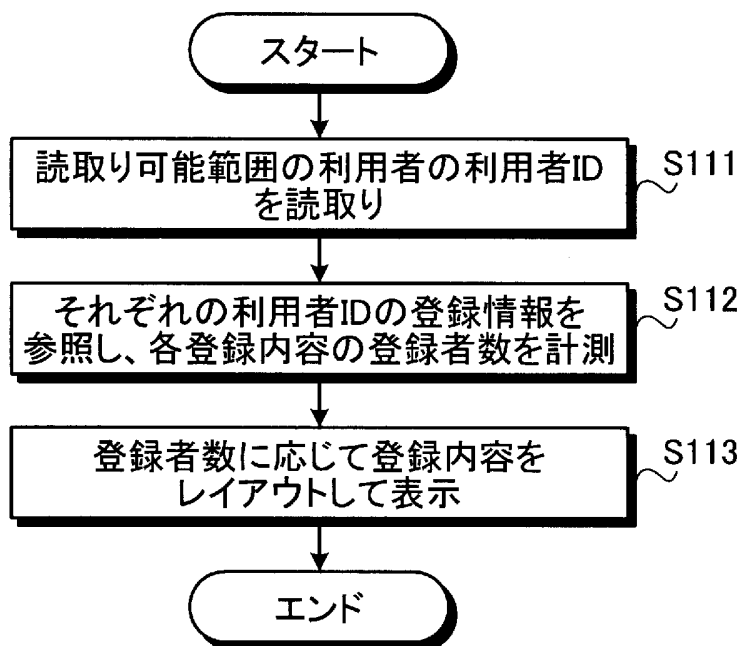 スタート
読取り可能範囲の利用者の利用者ID
を読取り
S111
それぞれの利用者IDの登録情報を
参照し、各登録内容の登録者数を計測
S112
登録者数に応じて登録内容を
レイアウトして表示
S113
エンド